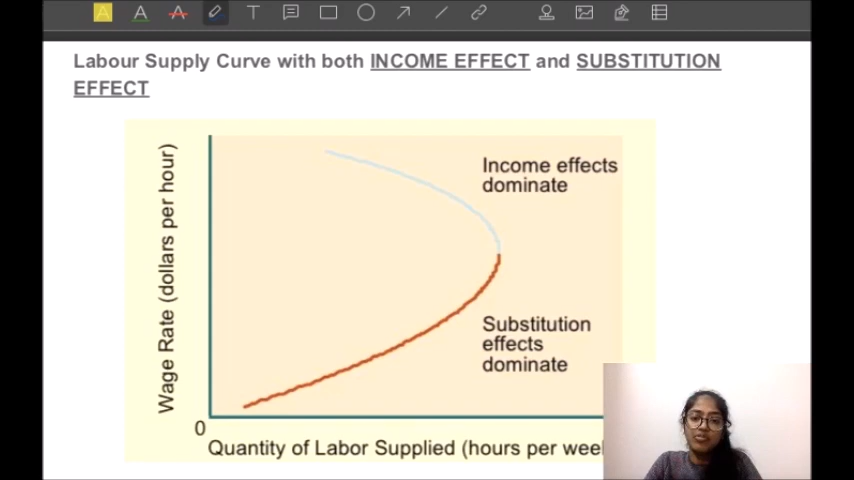 A A A T
Labour Supply Curve with both INCOME EFFECT and SUBSTITUTION
EFFECT
Wage Rate (dollars per hour)
Income effects
dominate
Substitution
effects
dominate
0
Quantity of Labor Supplied (hours per